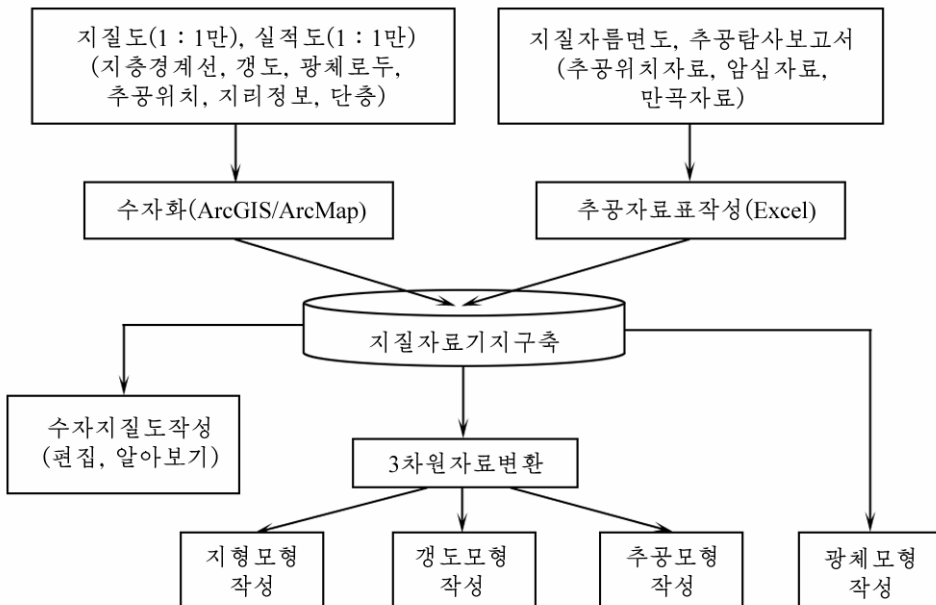 지질도(1：1만), 실적도(1：1만)
(지층경계선, 갱도, 광체로두,
추공위치, 지리정보, 단층)
지질자름면도, 추공탐사보고서
(추공위치자료, 암심자료,
만곡자료)
수자화(ArcGIS/ArcMap)
추공자료표작성(Excel)
지질자료기지구축
수자지질도작성
(편집, 알아보기)
3차원자료변환
지형모형
작성
갱도모형
작성
추공모형
작성
광체모형
작성